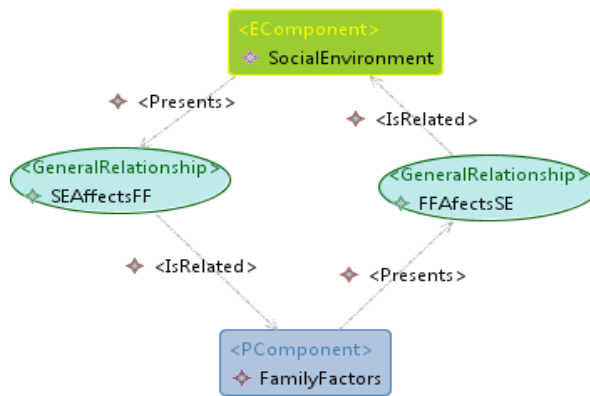 <EComponent>
SocialEnvironment
<Presents>
<IsRelated>
<GeneralRelationship>
SEAffectsFF
<GeneralRelationship>
FFAfectsSE
<IsRelated>
<Presents>
<PComponent>
FamilyFactors